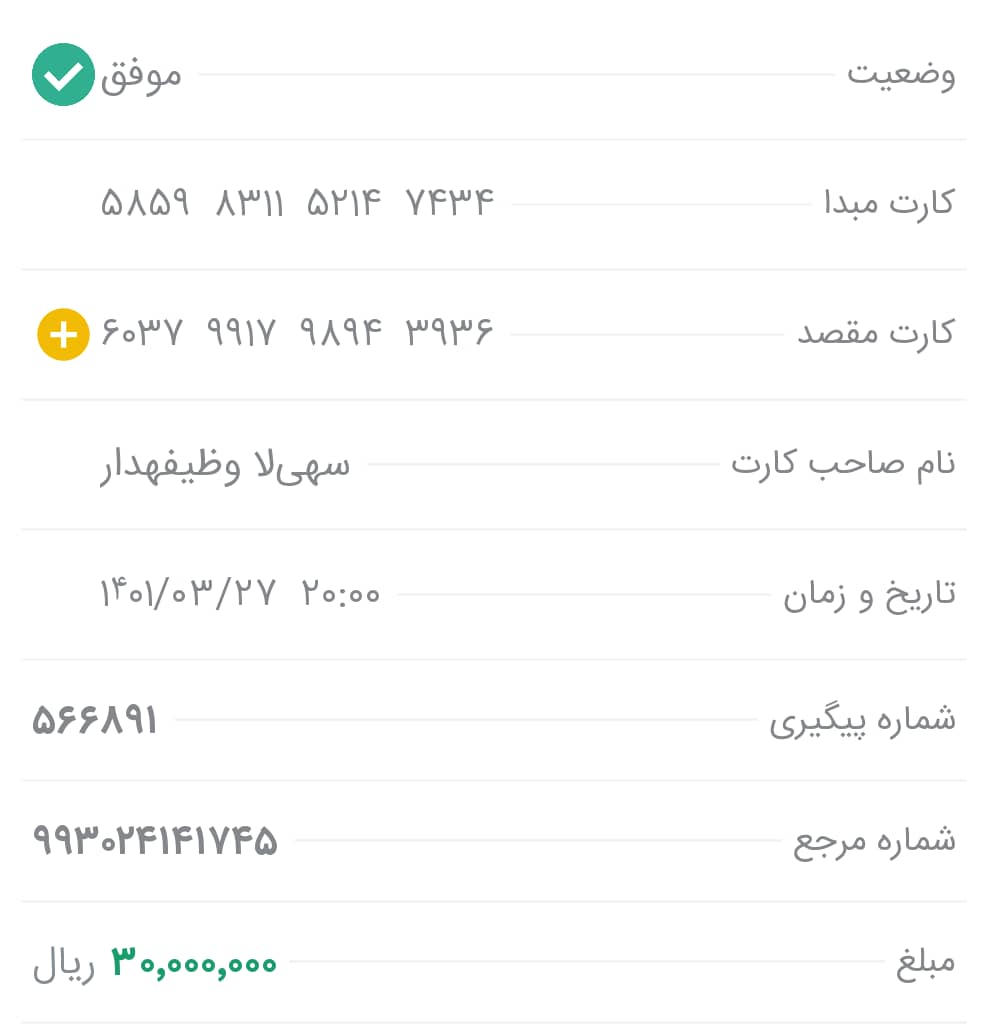 وضعیت موفق
کارت مبدا ۵۸۵۹ ۸۳۱۱ ۵۲۱۴ ۷۴۳۴
کارت مقصد ۶۰۳۷ ۹۹۱۷ ۹۸۹۴ ۳۹۳۶
نام صاحب کارت سهی‌لا وظیفهدار
تاریخ و زمان ۱۴۰۱/۰۳/۲۷ ۲۰:۰۰
شماره پیگیری ۵۶۶۸۹۱
شماره مرجع ۹۹۳۰۲۴۱۴۱۷۴۵
مبلغ ۳۰,۰۰۰,۰۰۰ ریال